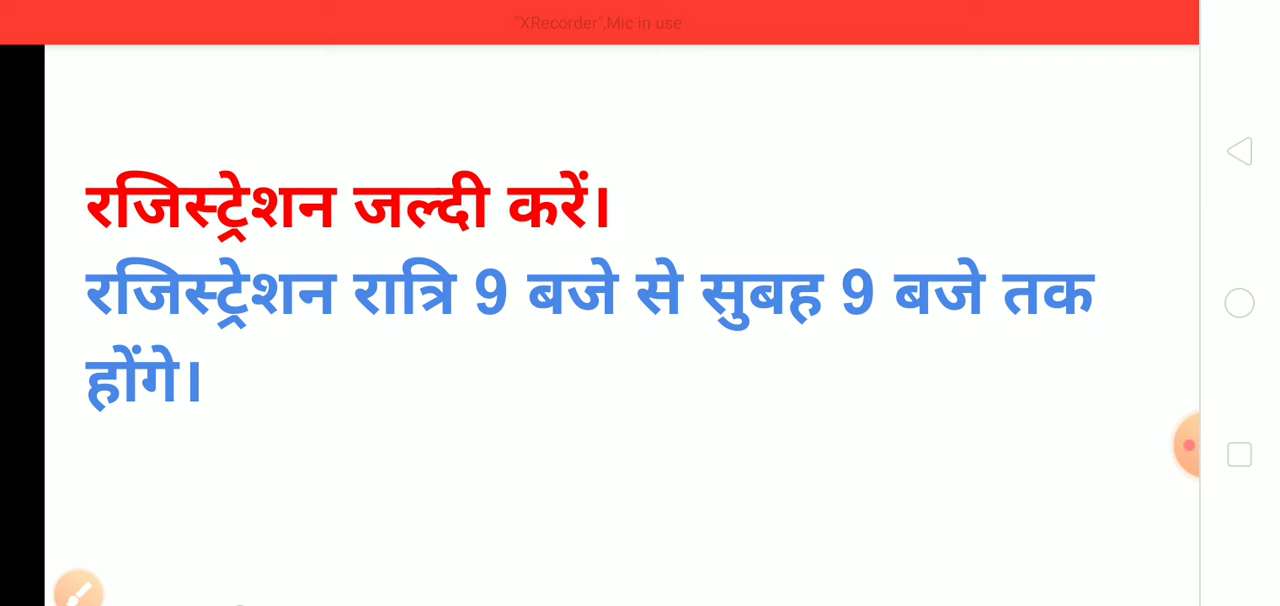 "XRecorder",Mic in use
रजिस्ट्रेशन जल्दी करें।
रजिस्ट्रेशन रात्रि 9 बजे से सुबह 9 बजे तक
होंगे।